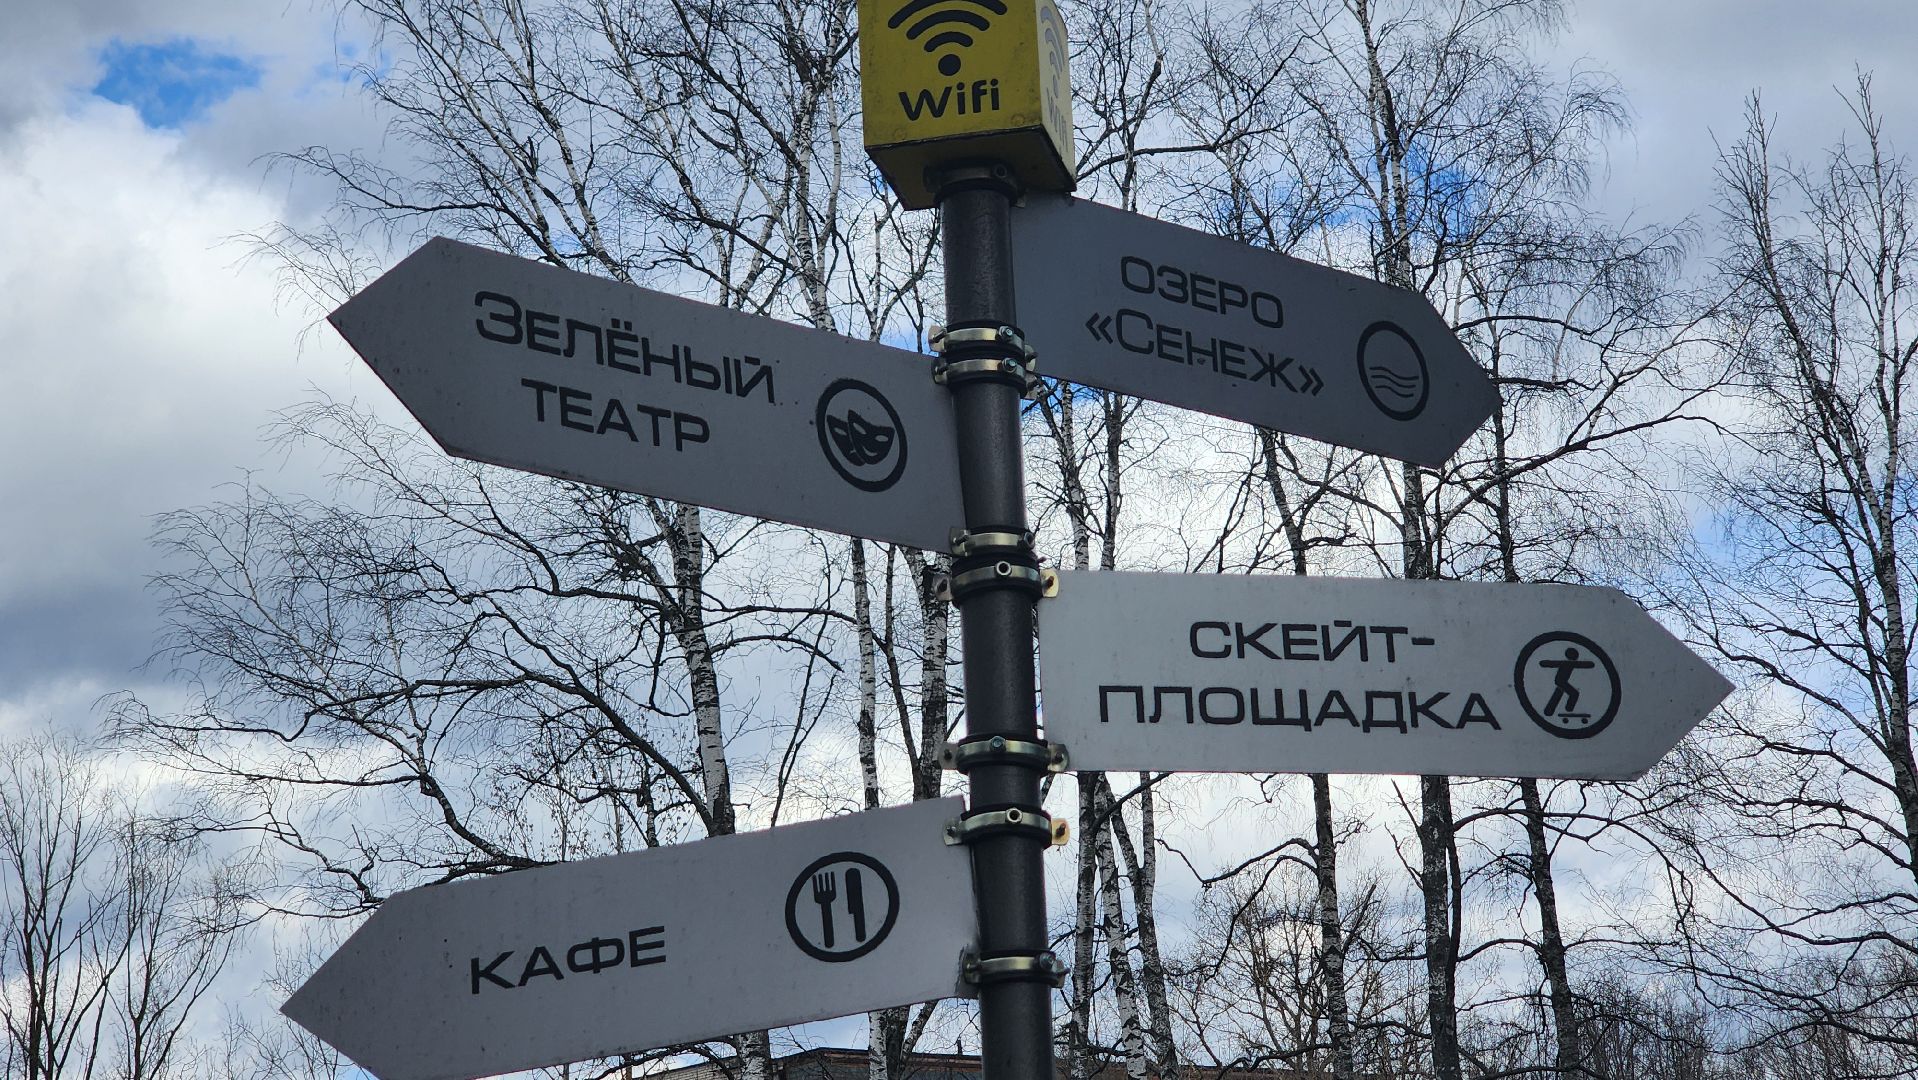 Wifi
ОЗЕРО
«СЕНЕЖ»
ЗЕЛЁНЫЙ
ТЕАТР
СКЕЙТ-
ПЛОЩАДКА
КАФЕ